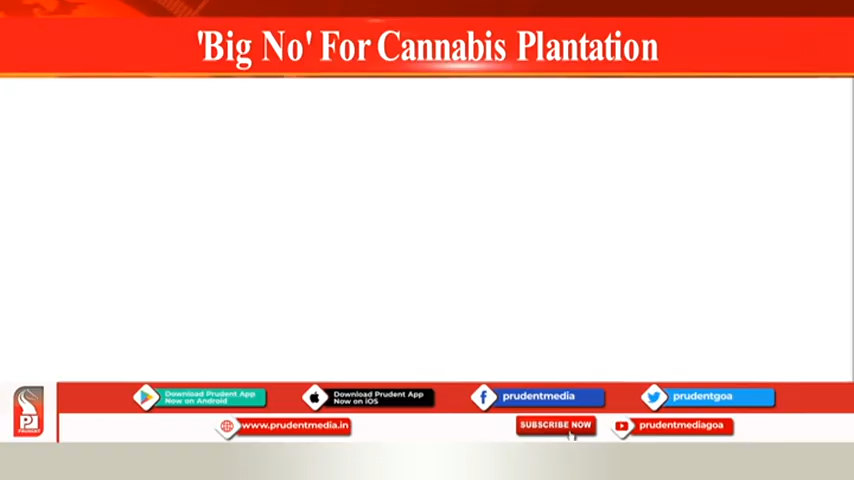 'Big No' For Cannabis Plantation
Download Prudent App
Now on Android
Download Prudent App
Now on iOS
prudentmedia
prudentgoa
PRUDENT
www.prudentmedia.in
SUBSCRIBE NOW
prudentmediagoa